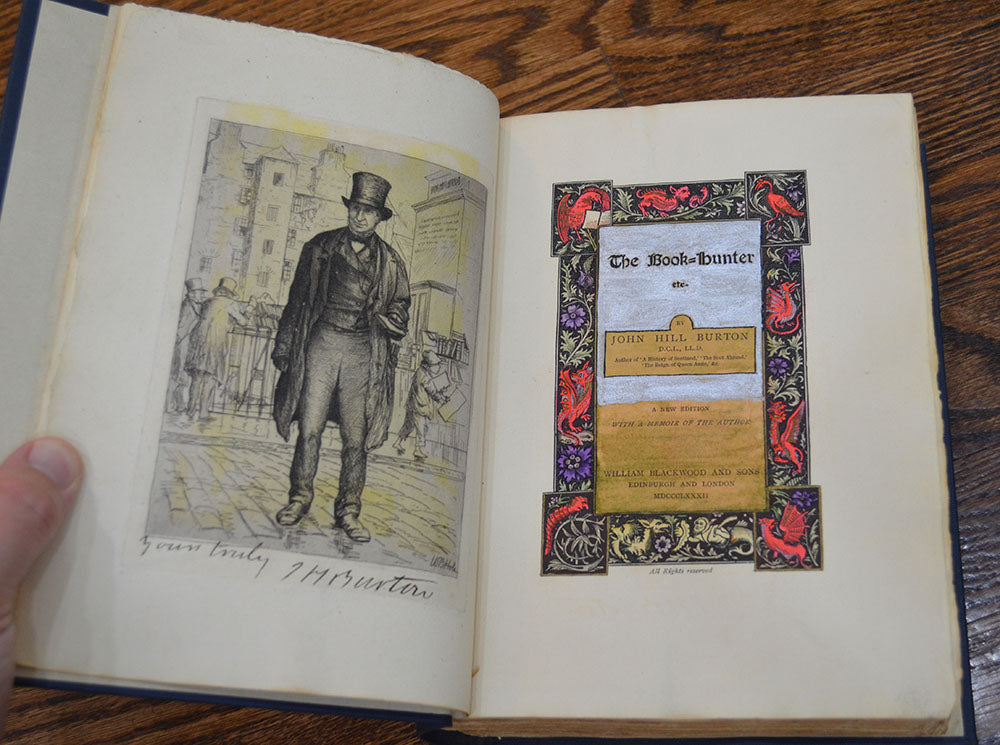 Yours truly
J H Burton
W B Hole
The Book=Hunter
etc.
BY
JOHN HILL BURTON
D.C.L., LL.D.
Author of "A History of Scotland,' 'The Scot Abroad,'
'The Reign of Queen Anne,' &c.
A NEW EDITION
WITH A MEMOIR OF THE AUTHOR
WILLIAM BLACKWOOD AND SONS
EDINBURGH AND LONDON
MDCCCLXXXII
All Rights reserved